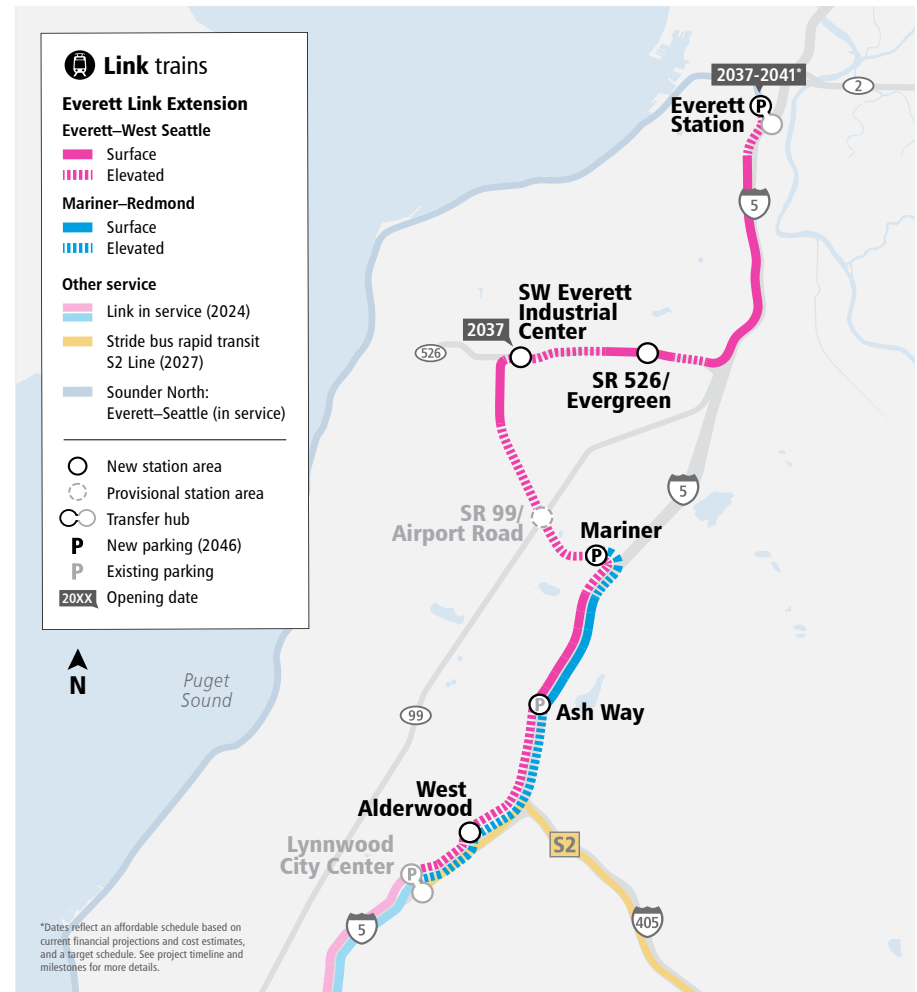 Link trains
Everett Link Extension
Everett–West Seattle
Surface
Elevated
Mariner–Redmond
Surface
Elevated
Other service
Link in service (2024)
Stride bus rapid transit
S2 Line (2027)
Sounder North:
Everett–Seattle (in service)
New station area
Provisional station area
Transfer hub
P New parking (2046)
P Existing parking
20XX Opening date
N
2037-2041*
2
Everett
Station
P
5
SW Everett
Industrial
Center
2037
526
SR 526/
Evergreen
5
SR 99/
Airport Road
Mariner
P
Puget
Sound
P
Ash Way
99
West
Alderwood
Lynnwood
City Center
P
S2
5
405
*Dates reflect an affordable schedule based on
current financial projections and cost estimates,
and a target schedule. See project timeline and
milestones for more details.